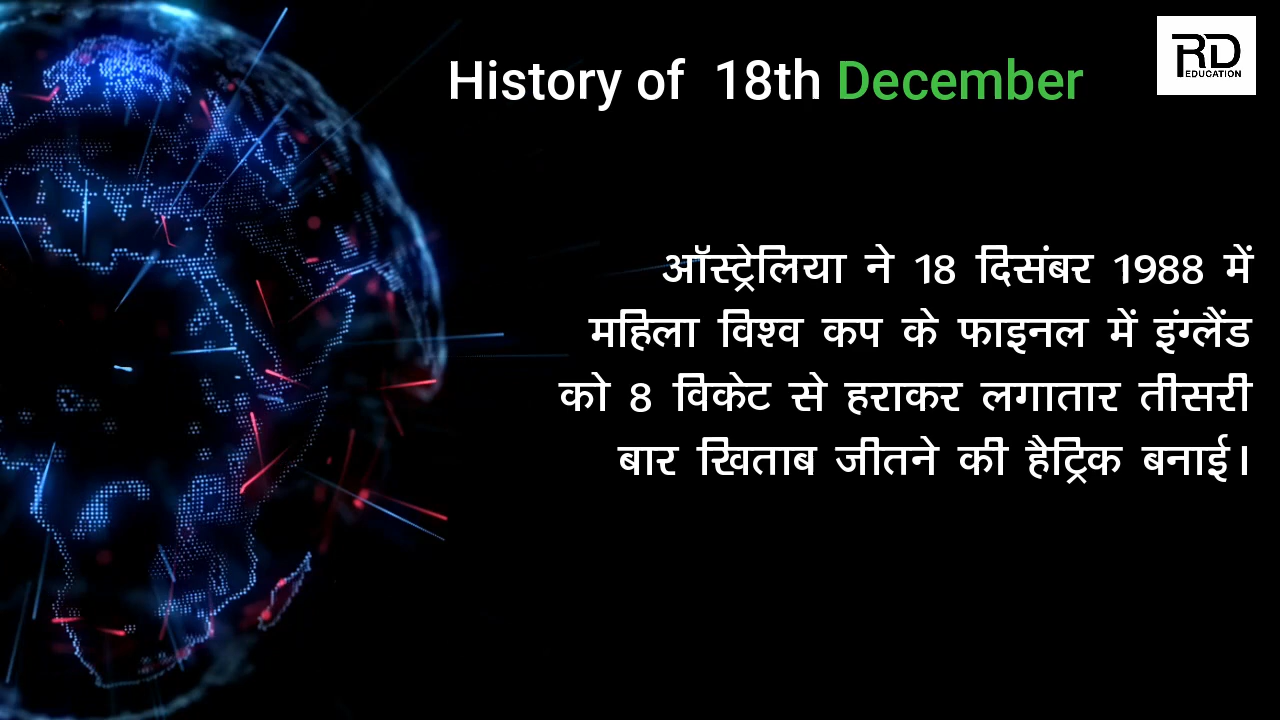 History of 18th December
RD
EDUCATION
ऑस्ट्रेलिया ने 18 दिसंबर 1988 में
महिला विश्व कप के फाइनल में इंग्लैंड
को 8 विकेट से हराकर लगातार तीसरी
बार खिताब जीतने की हैट्रिक बनाई।